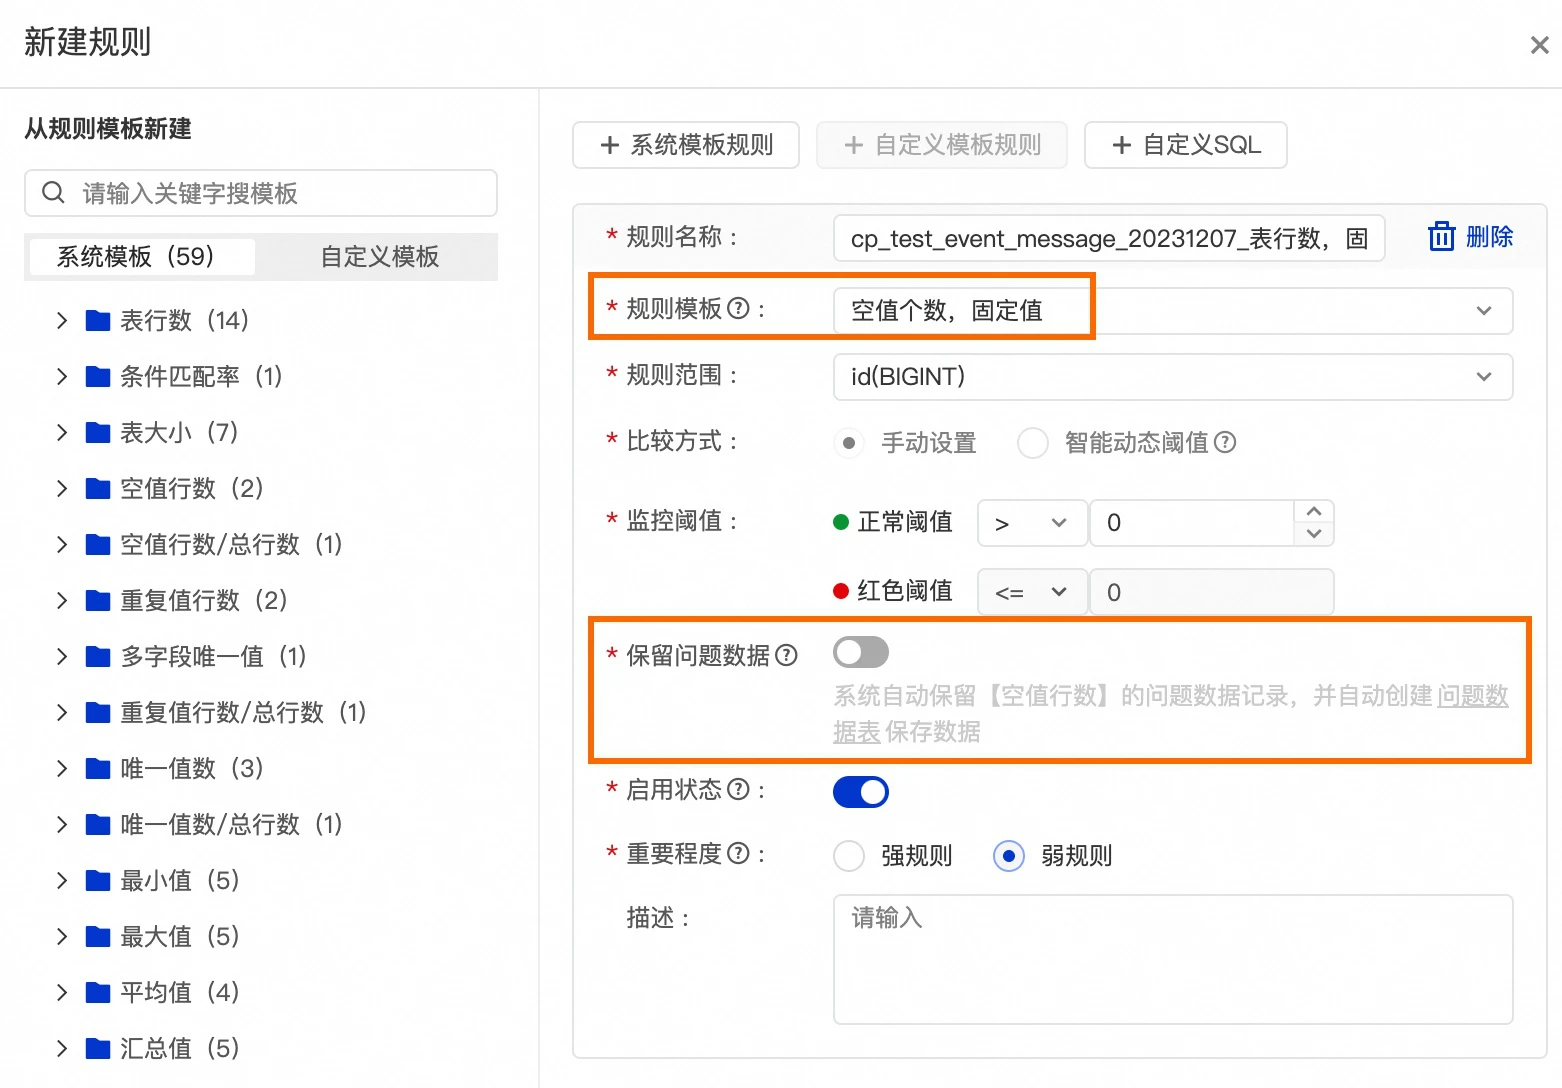 新建规则
从规则模板新建
请输入关键字搜模板
系统模板（59） 自定义模板
表行数（14）
条件匹配率（1）
表大小（7）
空值行数（2）
空值行数/总行数（1）
重复值行数（2）
多字段唯一值（1）
重复值行数/总行数（1）
唯一值数（3）
唯一值数/总行数（1）
最小值（5）
最大值（5）
平均值（4）
汇总值（5）
+ 系统模板规则 + 自定义模板规则 + 自定义SQL
* 规则名称： cp_test_event_message_20231207_表行数，固 删除
* 规则模板?： 空值个数，固定值
* 规则范围： id(BIGINT)
* 比较方式： 手动设置 智能动态阈值?
* 监控阈值： 正常阈值 > 0
红色阈值 <= 0
* 保留问题数据?
系统自动保留【空值行数】的问题数据记录，并自动创建 问题数
据表 保存数据
* 启用状态?：
* 重要程度?： 强规则 弱规则
描述： 请输入